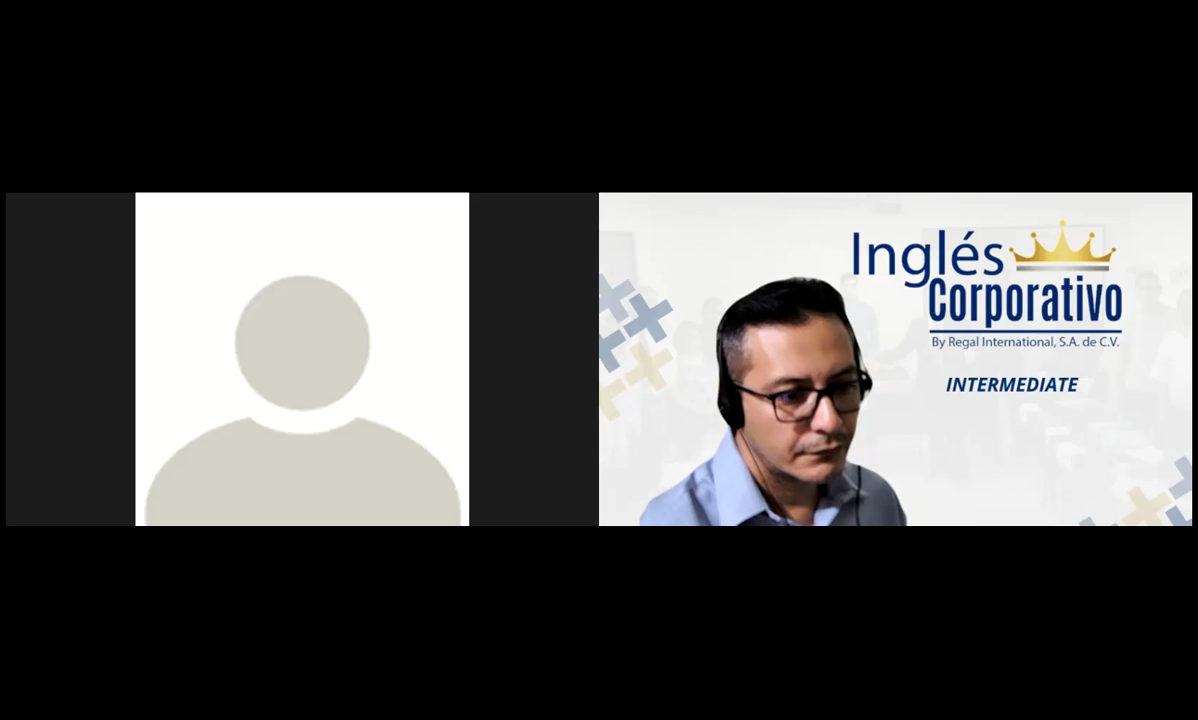 Inglés
Corporativo
By Regal International, S.A. de C.V.
INTERMEDIATE